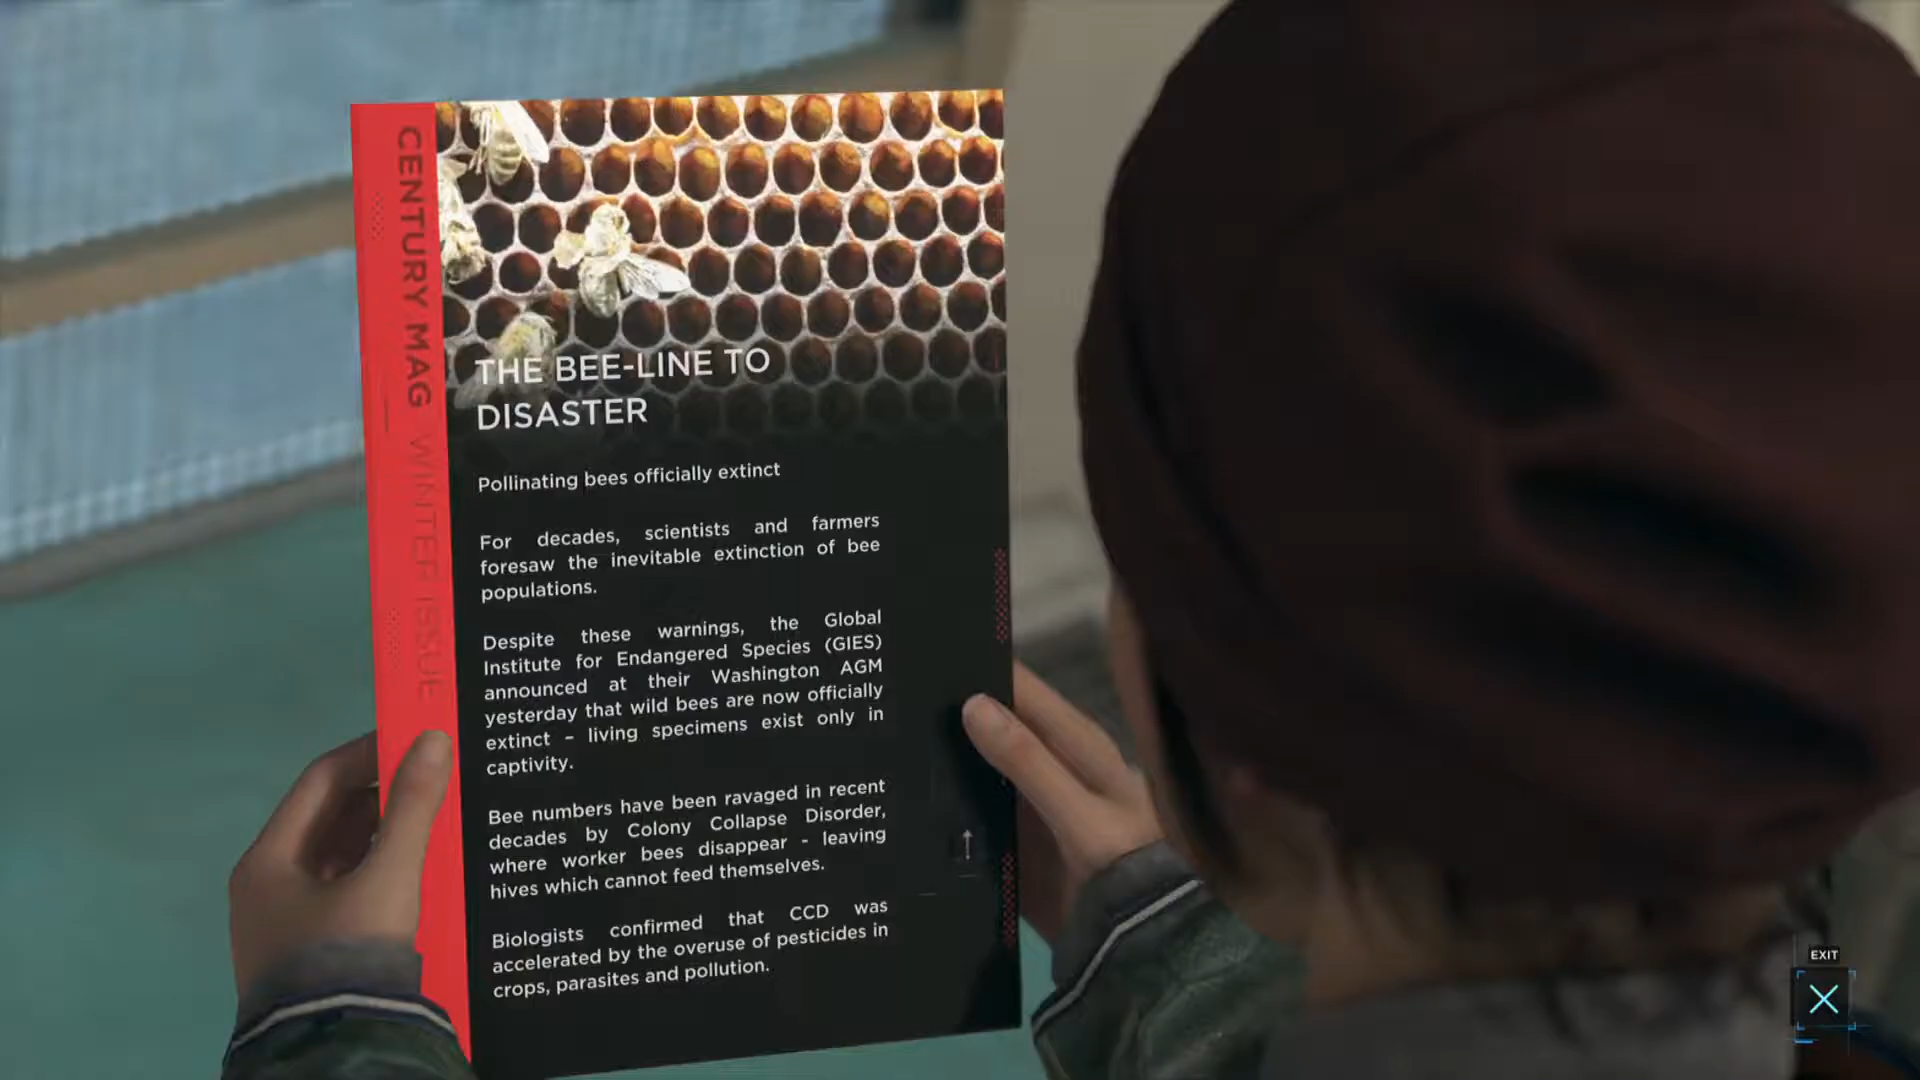 CENTURY MAG WINTER ISSUE
THE BEE-LINE TO
DISASTER
Pollinating bees officially extinct
For decades, scientists and farmers
foresaw the inevitable extinction of bee
populations.
Despite these warnings, the Global
Institute for Endangered Species (GIES)
announced at their Washington AGM
yesterday that wild bees are now officially
extinct – living specimens exist only in
captivity.
Bee numbers have been ravaged in recent
decades by Colony Collapse Disorder,
where worker bees disappear - leaving
hives which cannot feed themselves.
Biologists confirmed that CCD was
accelerated by the overuse of pesticides in
crops, parasites and pollution.
EXIT